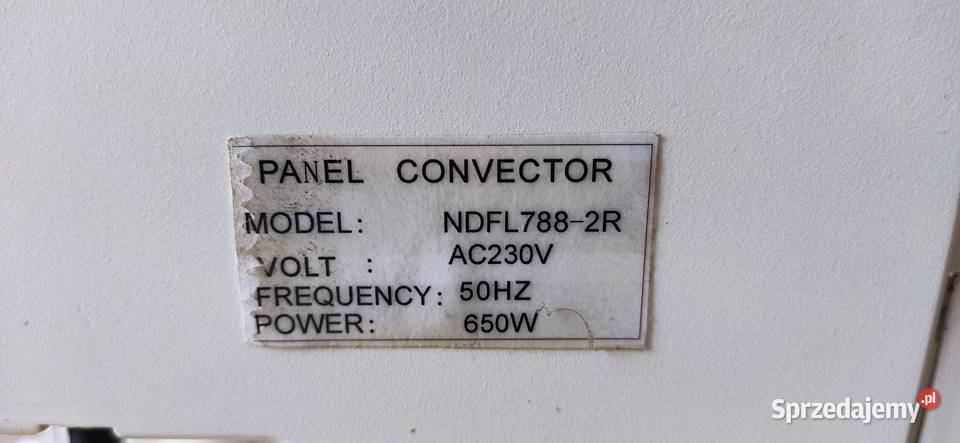 PANEL CONVECTOR
MODEL: NDFL788-2R
VOLT : AC230V
FREQUENCY: 50HZ
POWER: 650W
Sprzedajemy.pl